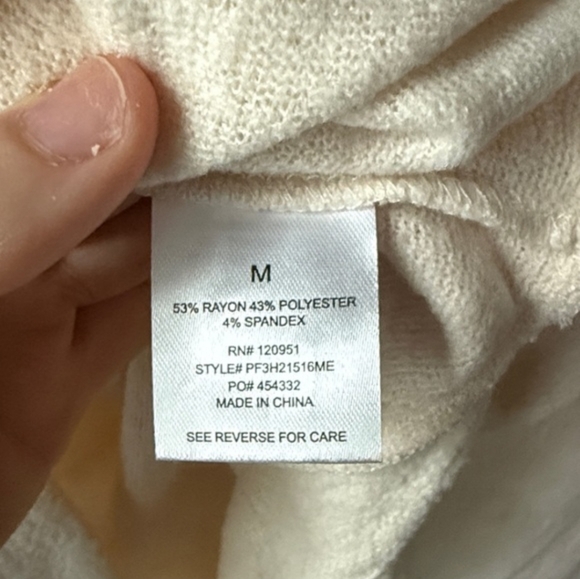 M
53% RAYON 43% POLYESTER
4% SPANDEX
RN# 120951
STYLE# PF3H21516ME
PO# 454332
MADE IN CHINA
SEE REVERSE FOR CARE